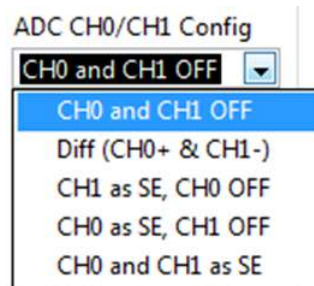 ADC CH0/CH1 Config
CH0 and CH1 OFF
CH0 and CH1 OFF
Diff (CH0+ & CH1-)
CH1 as SE, CH0 OFF
CH0 as SE, CH1 OFF
CH0 and CH1 as SE